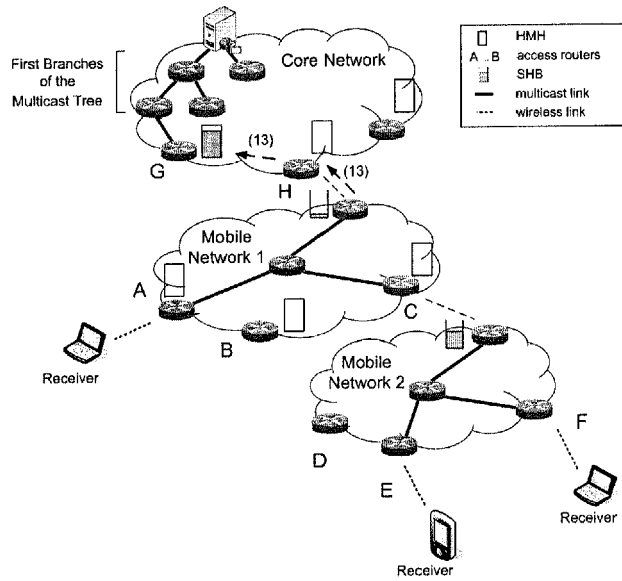 First Branches
of the
Multicast Tree
Core Network
HMH
A ... B access routers
SHB
multicast link
wireless link
G
(13)
H
(13)
Mobile
Network 1
A
B
C
Receiver
Mobile
Network 2
D
E
F
Receiver
Receiver